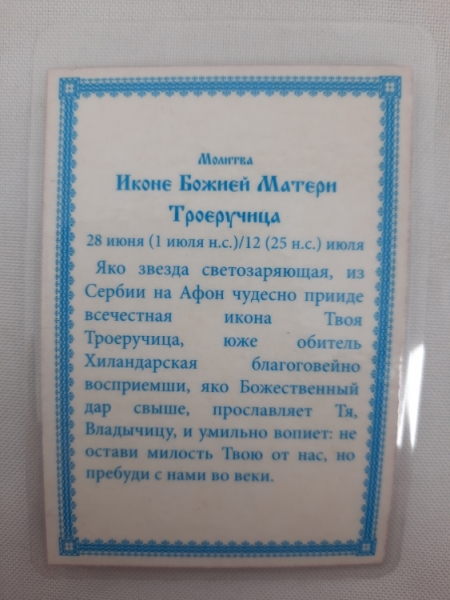 Молитва
Иконе Божией Матери
Троеручица
28 июня (1 июля н.с.)/12 (25 н.с.) июля
Яко звезда светозаряющая, из
Сербии на Афон чудесно прииде
всечестная икона Твоя
Троеручица, юже обитель
Хиландарская благоговейно
восприемши, яко Божественный
дар свыше, прославляет Тя,
Владычицу, и умильно вопиет: не
остави милость Твою от нас, но
пребуди с нами во веки.